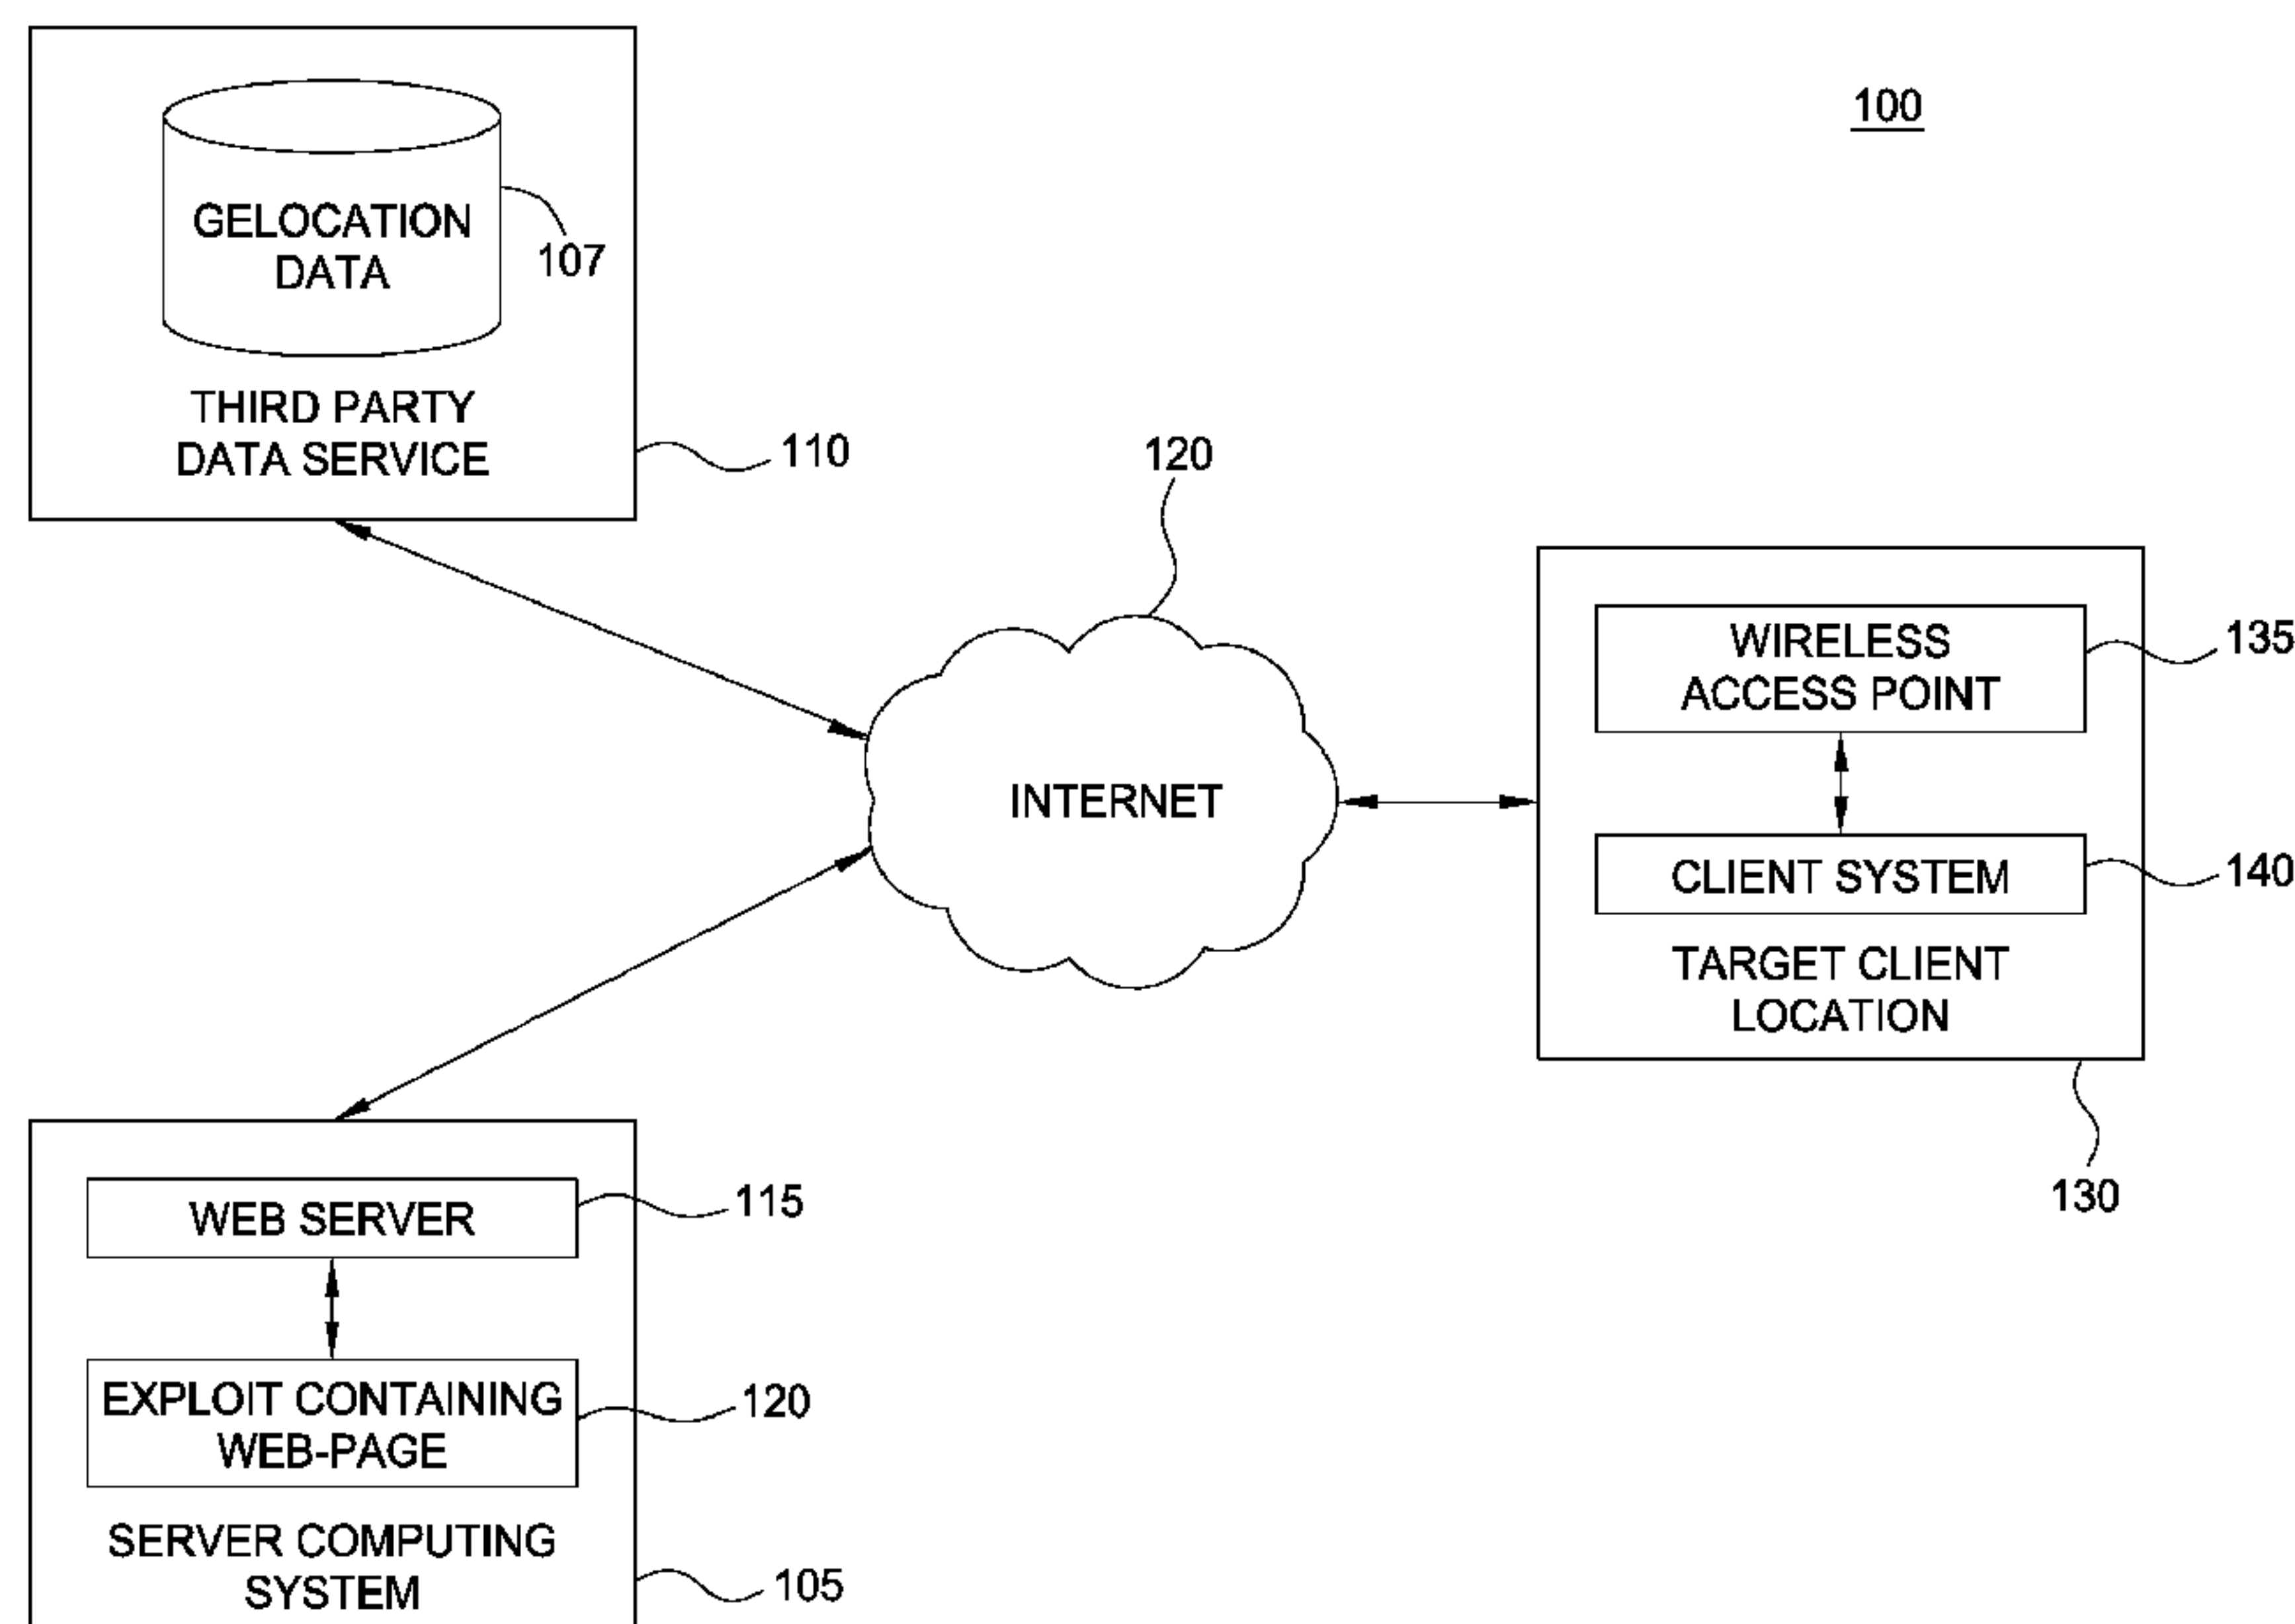 100
GELOCATION
DATA
107
THIRD PARTY
DATA SERVICE
110
120
INTERNET
WIRELESS
ACCESS POINT
135
CLIENT SYSTEM
140
TARGET CLIENT
LOCATION
130
WEB SERVER
115
EXPLOIT CONTAINING
WEB-PAGE
120
SERVER COMPUTING
SYSTEM
105